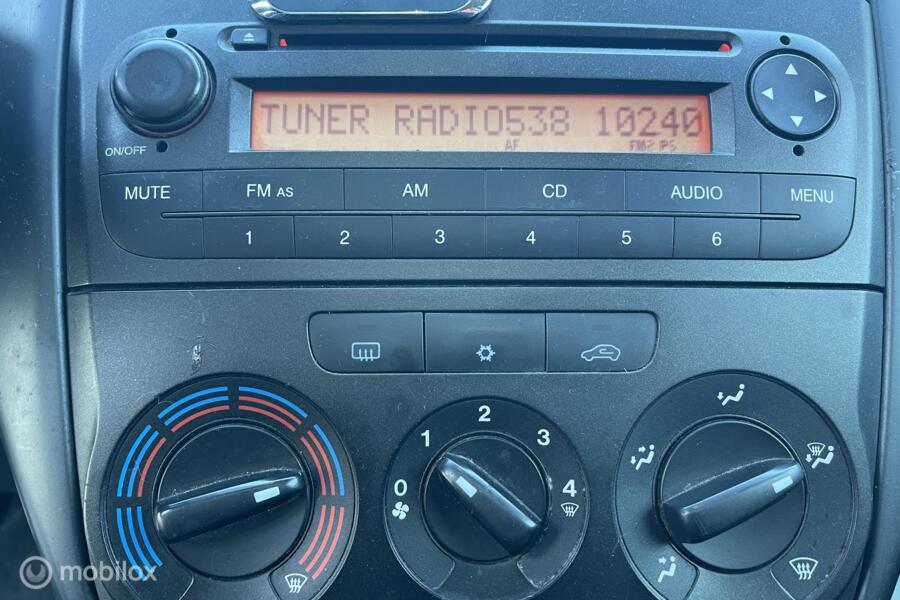 TUNER RADIO538 10240
AF FM2 PS
ON/OFF
MUTE FM AS AM CD AUDIO MENU
1 2 3 4 5 6
0 1 2 3 4
mobilox